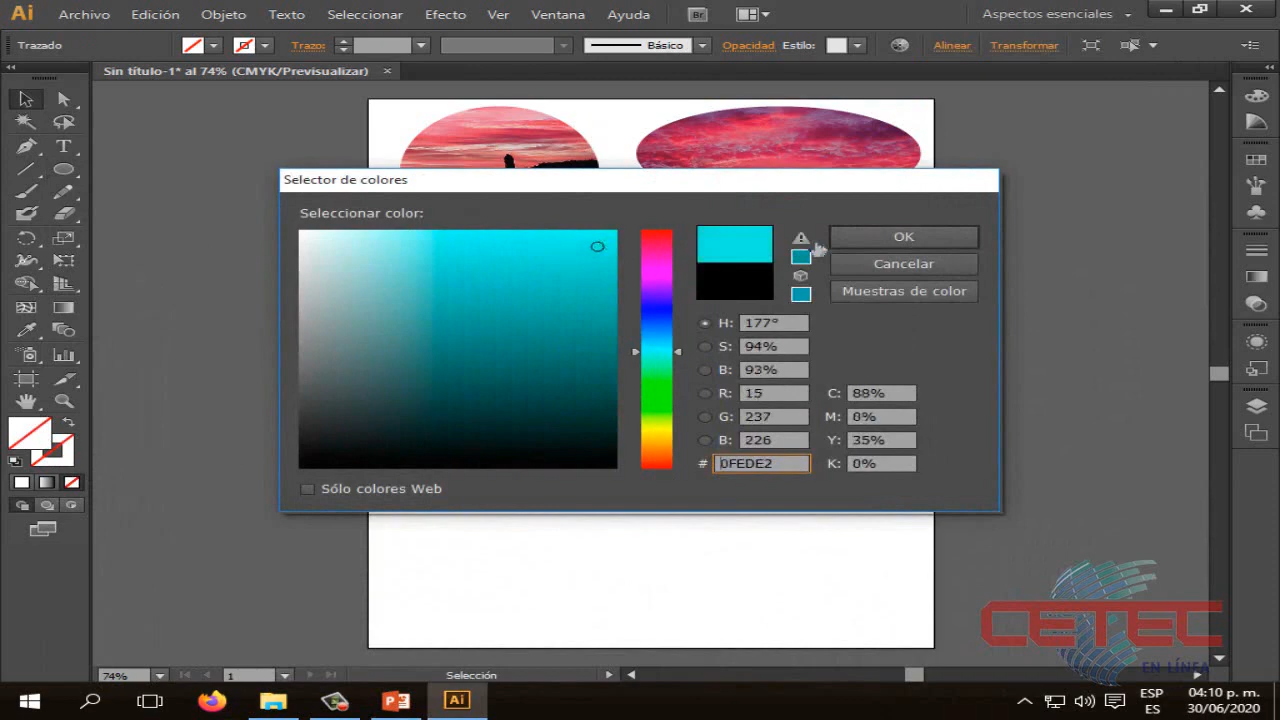 Ai Archivo Edición Objeto Texto Seleccionar Efecto Ver Ventana Ayuda Br Aspectos esenciales
Trazado Trazo: Básico Opacidad Estilo: Alinear Transformar
Sin título-1* al 74% (CMYK/Previsualizar) ×
Selector de colores
Seleccionar color:
OK
Cancelar
Muestras de color
H: 177°
S: 94%
B: 93%
R: 15 C: 88%
G: 237 M: 0%
B: 226 Y: 35%
# 0FEDE2 K: 0%
Sólo colores Web
CETEC
EN LÍNEA
74% 1 Selección
Ai ESP 04:10 p. m.
ES 30/06/2020